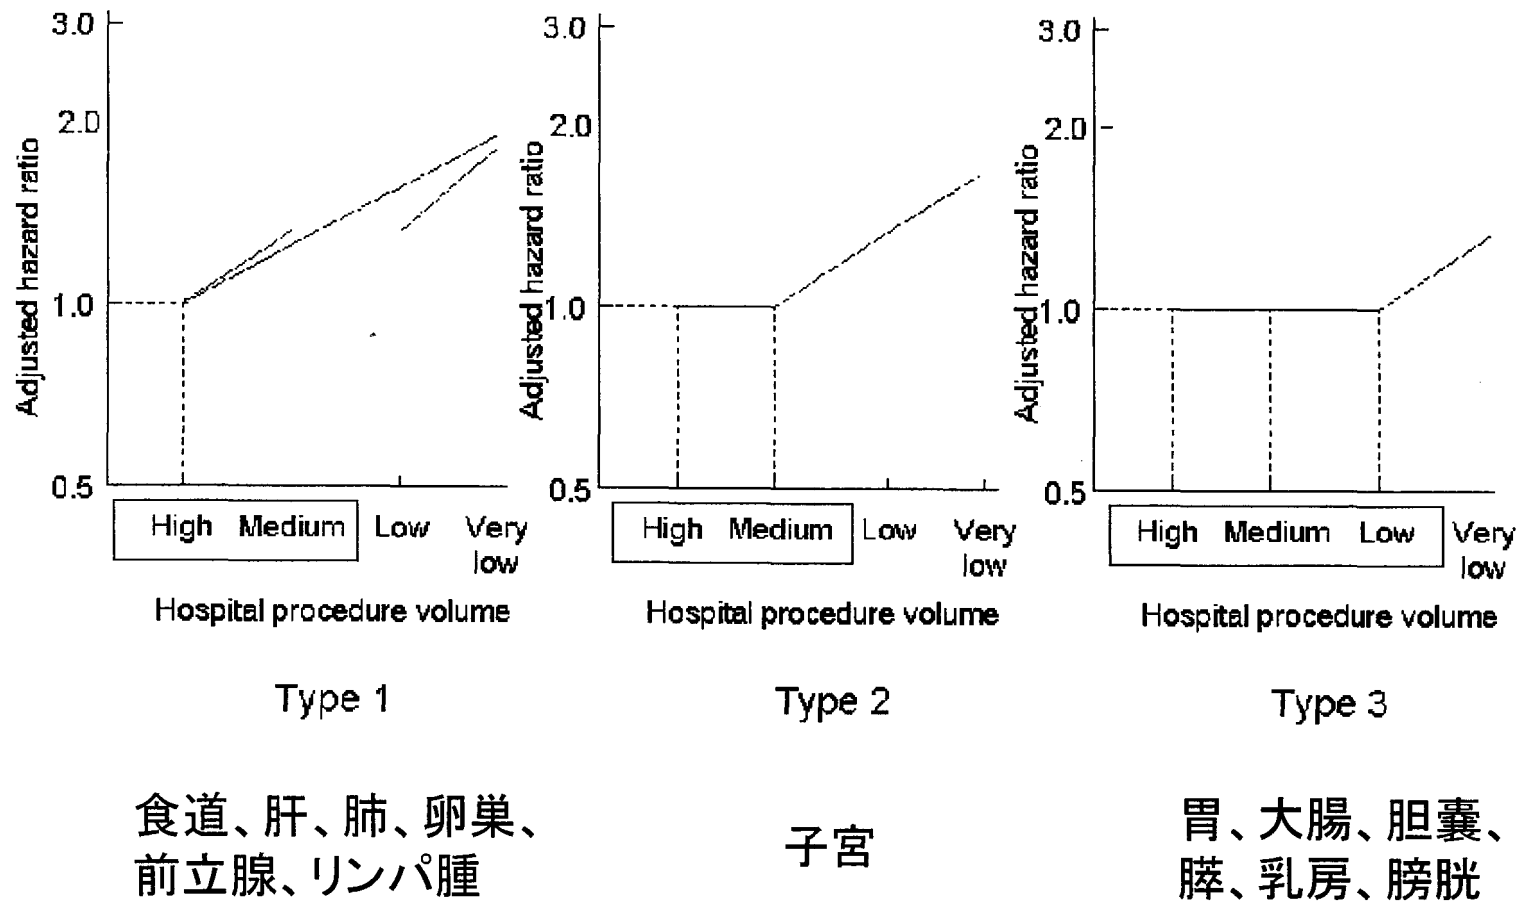 3.0
2.0
1.0
0.5
Adjusted hazard ratio
High Medium Low Very low
Hospital procedure volume
Type 1
食道、肝、肺、卵巣、
前立腺、リンパ腫
3.0
2.0
1.0
0.5
Adjusted hazard ratio
High Medium Low Very low
Hospital procedure volume
Type 2
子宮
3.0
2.0
1.0
0.5
Adjusted hazard ratio
High Medium Low Very low
Hospital procedure volume
Type 3
胃、大腸、胆嚢、
膵、乳房、膀胱